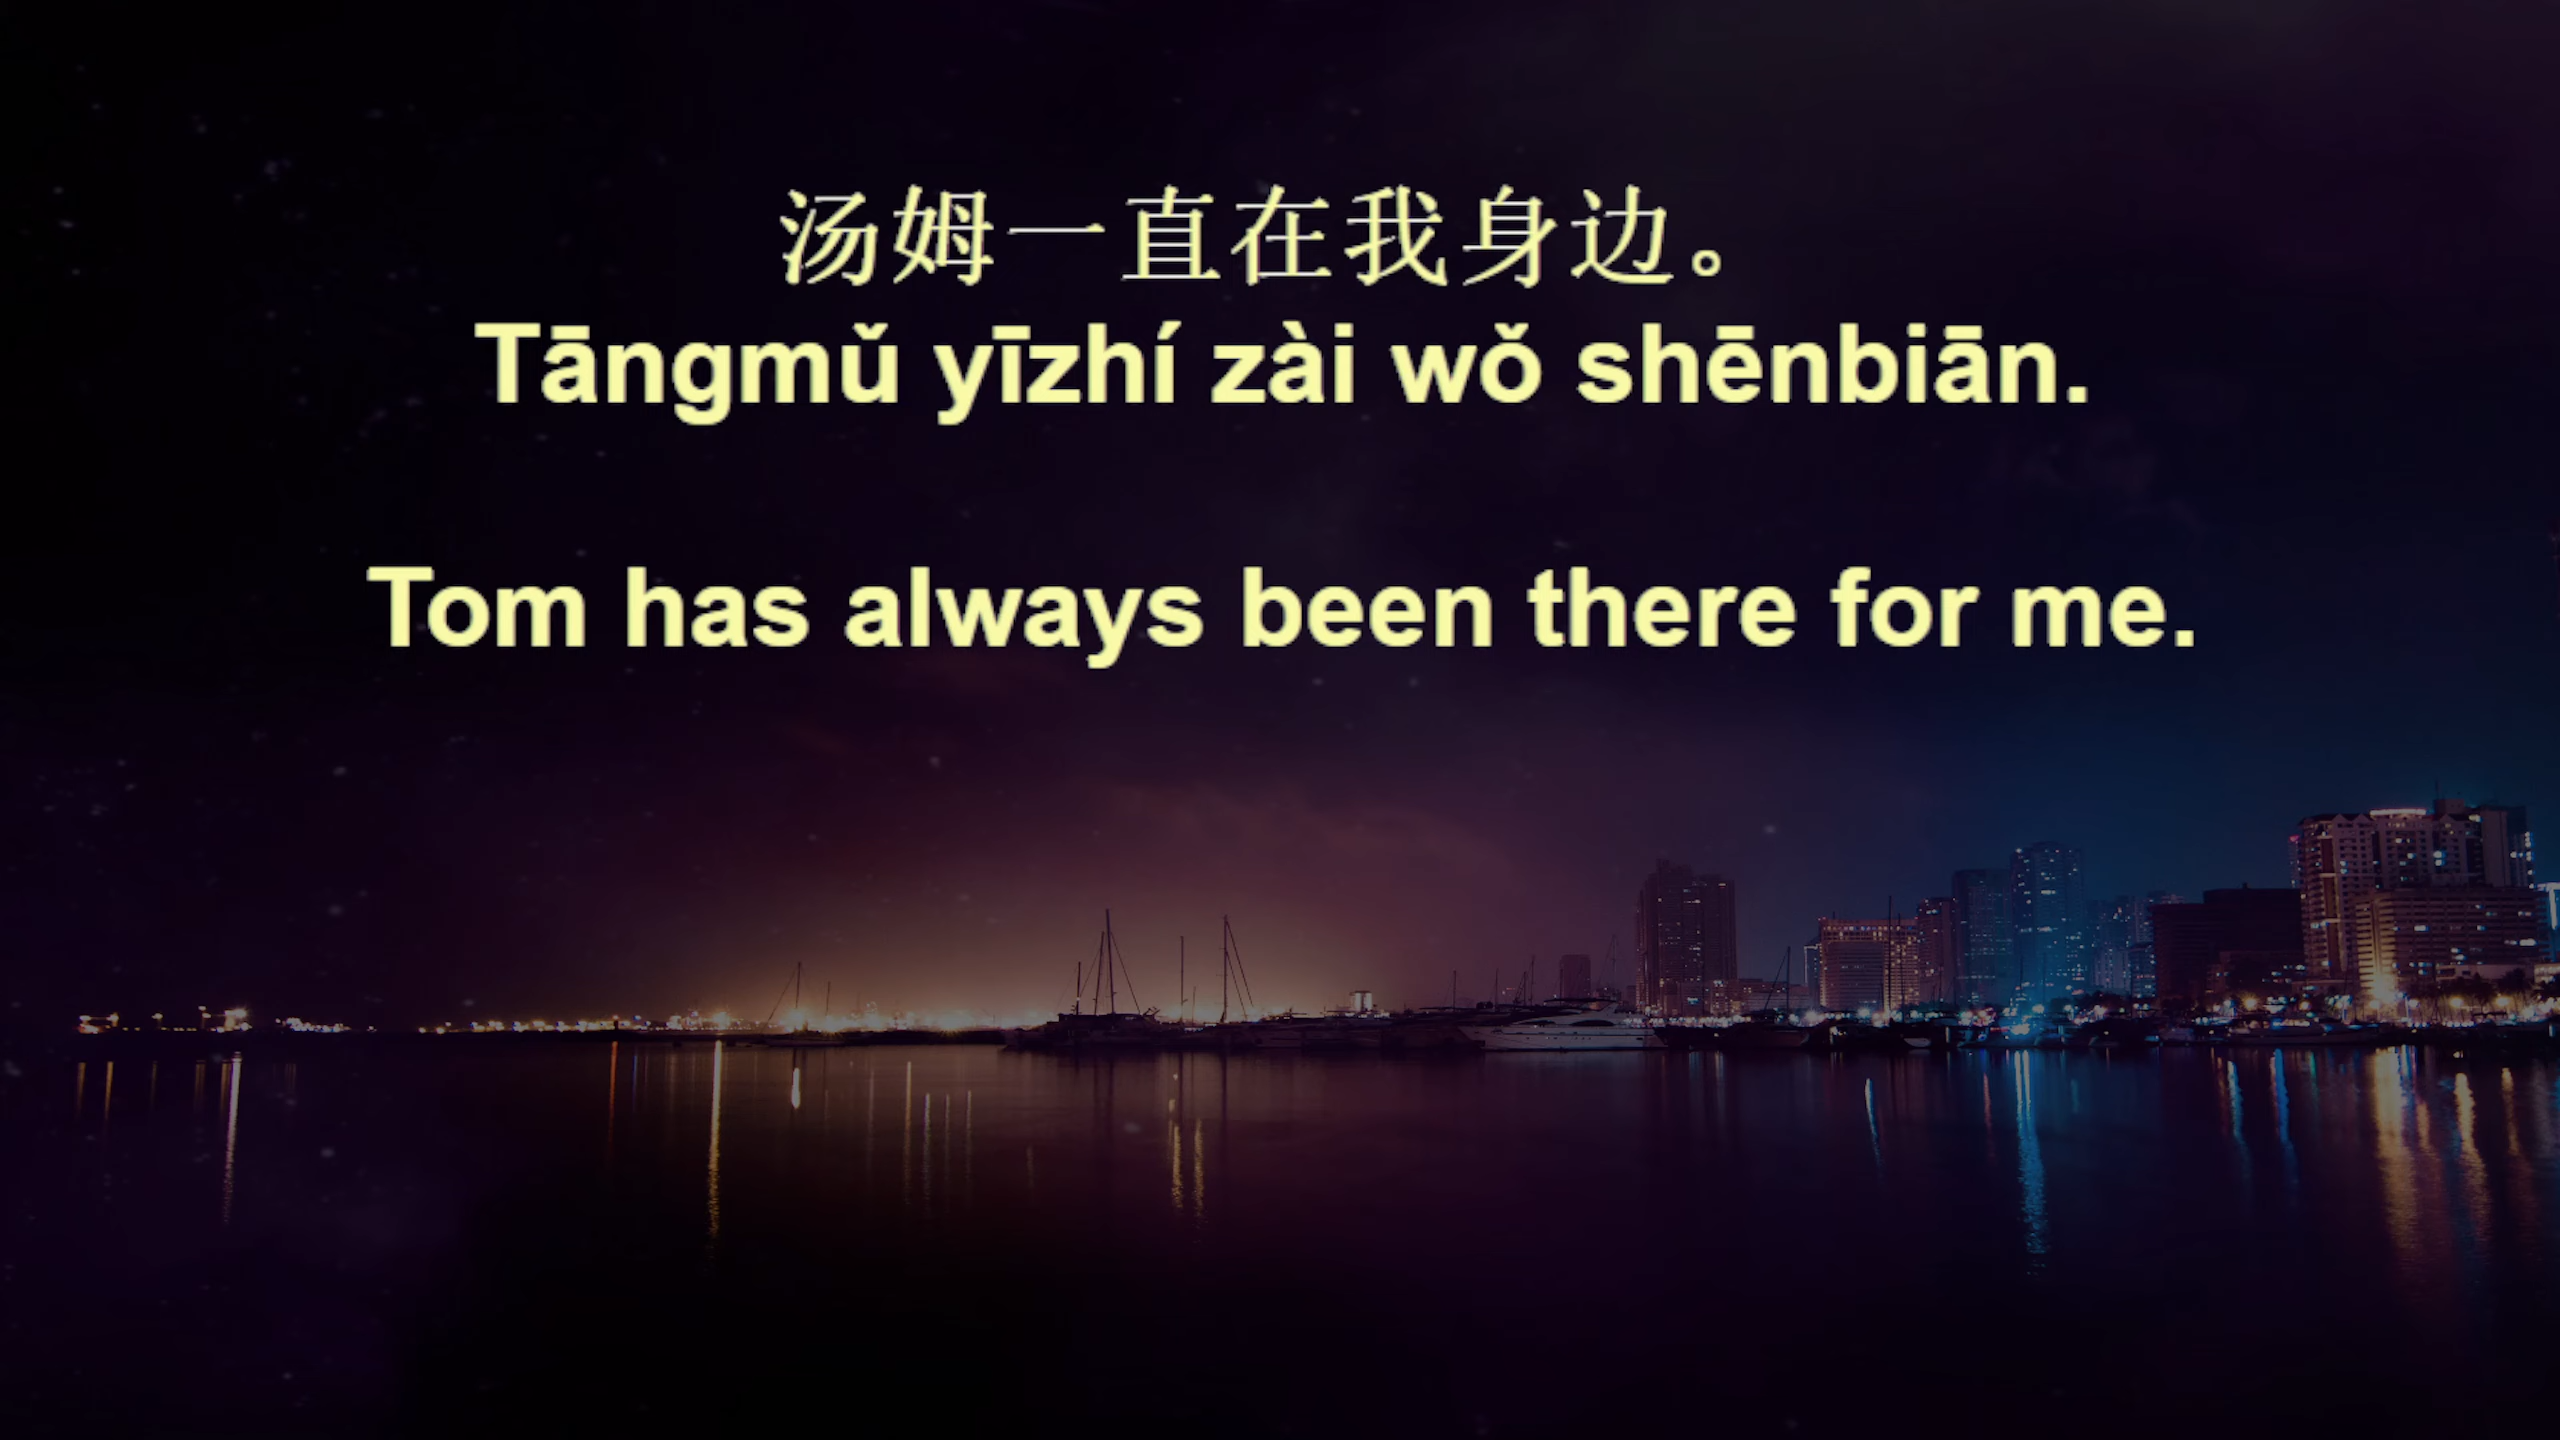 汤姆一直在我身边。
Tāngmǔ yīzhí zài wǒ shēnbiān.
Tom has always been there for me.